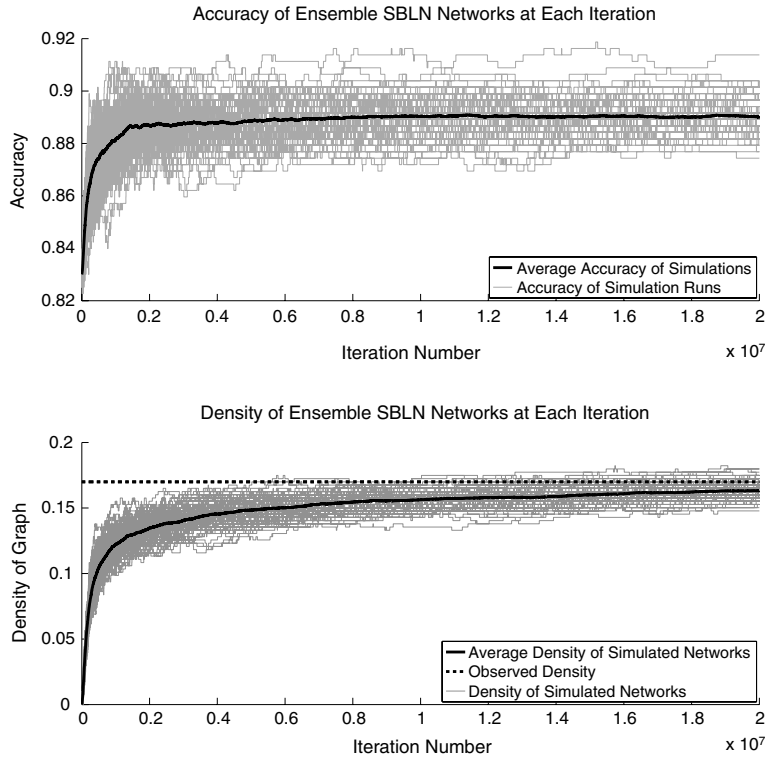 Accuracy of Ensemble SBLN Networks at Each Iteration
0.92
0.9
0.88
0.86
0.84
0.82
Accuracy
Average Accuracy of Simulations
Accuracy of Simulation Runs
0 0.2 0.4 0.6 0.8 1 1.2 1.4 1.6 1.8 2
Iteration Number
x 10⁷
Density of Ensemble SBLN Networks at Each Iteration
0.2
0.15
0.1
0.05
0
Density of Graph
Average Density of Simulated Networks
Observed Density
Density of Simulated Networks
0 0.2 0.4 0.6 0.8 1 1.2 1.4 1.6 1.8 2
Iteration Number
x 10⁷